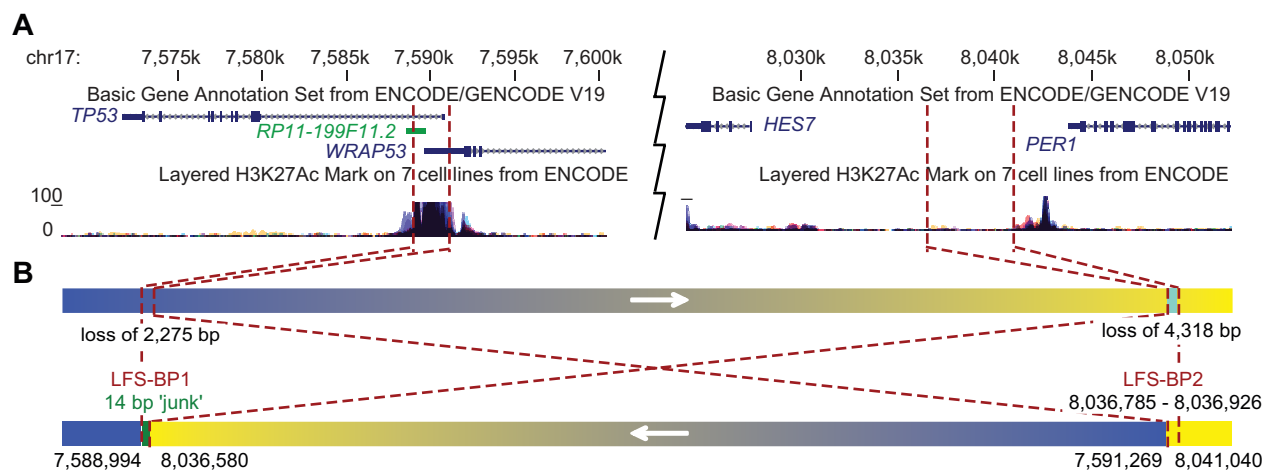 A
chr17: 7,575k 7,580k 7,585k 7,590k 7,595k 7,600k 8,030k 8,035k 8,040k 8,045k 8,050k
Basic Gene Annotation Set from ENCODE/GENCODE V19 Basic Gene Annotation Set from ENCODE/GENCODE V19
TP53
HES7
RP11-199F11.2
WRAP53
PER1
Layered H3K27Ac Mark on 7 cell lines from ENCODE Layered H3K27Ac Mark on 7 cell lines from ENCODE
100
0
B
loss of 2,275 bp loss of 4,318 bp
LFS-BP1 LFS-BP2
14 bp 'junk' 8,036,785 - 8,036,926
7,588,994 8,036,580 7,591,269 8,041,040